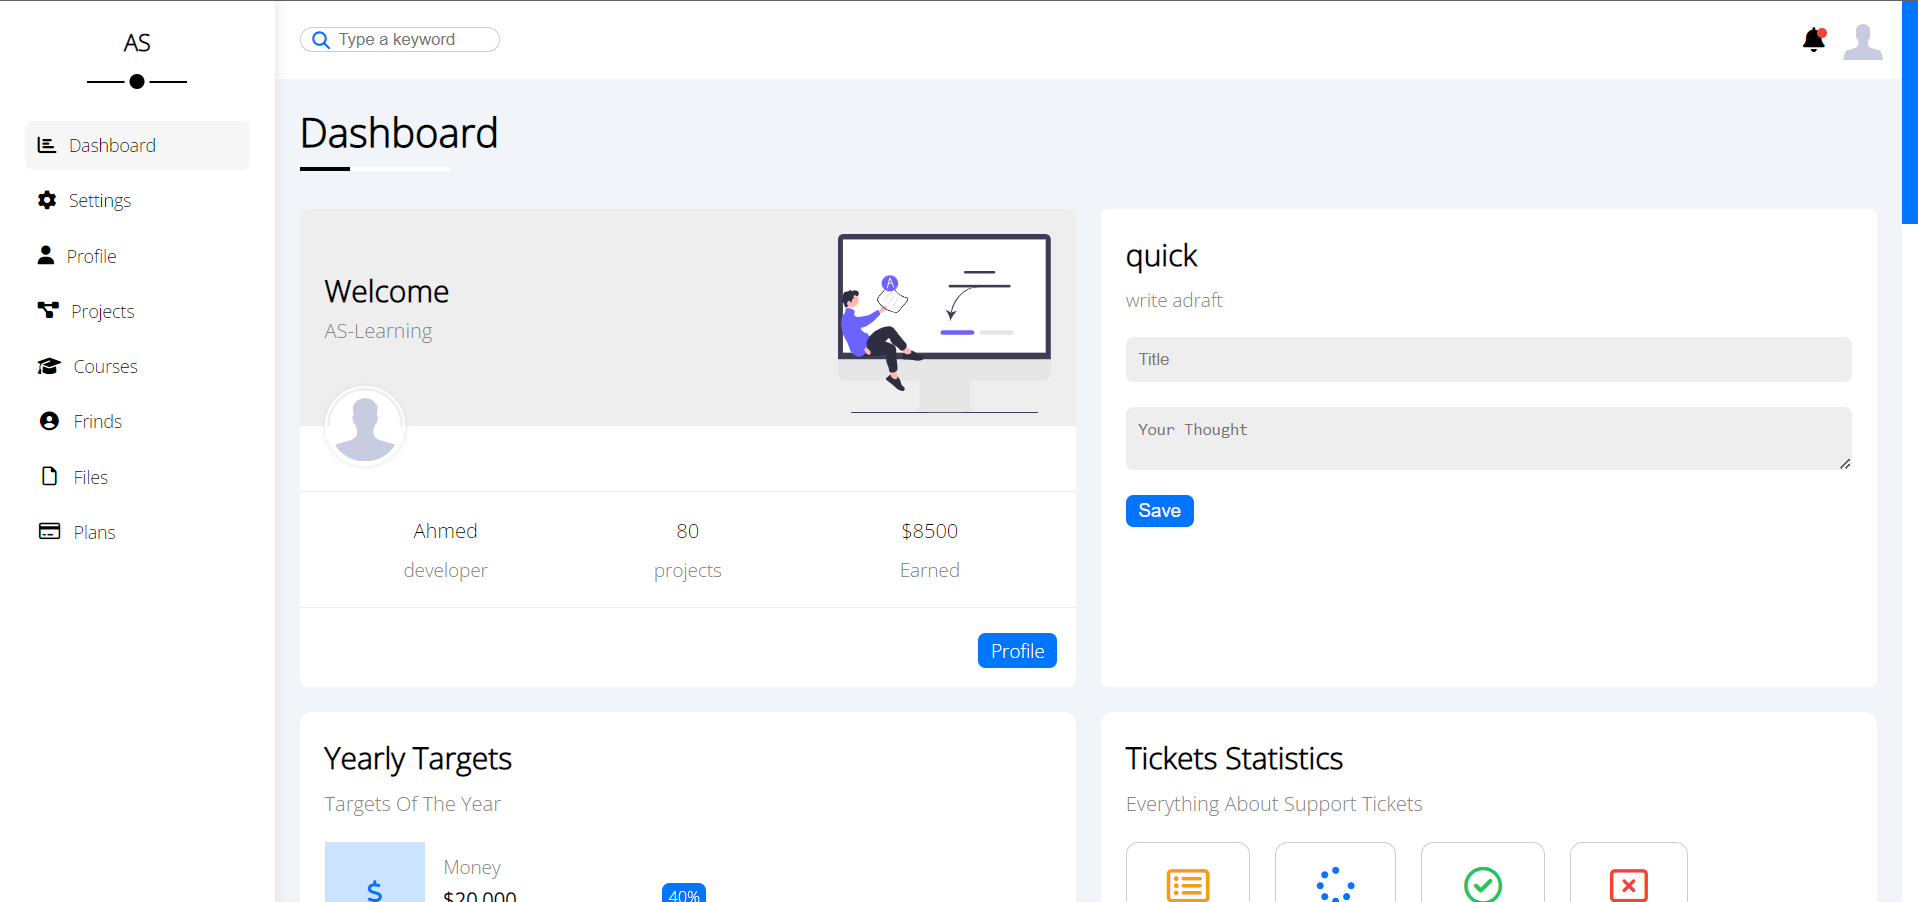 AS
Type a keyword
Dashboard
Settings
Profile
Projects
Courses
Frinds
Files
Plans
Dashboard
Welcome
AS-Learning
A
Ahmed
developer
80
projects
$8500
Earned
Profile
quick
write adraft
Title
Your Thought
Save
Yearly Targets
Targets Of The Year
$
Money
$20.000
40%
Tickets Statistics
Everything About Support Tickets